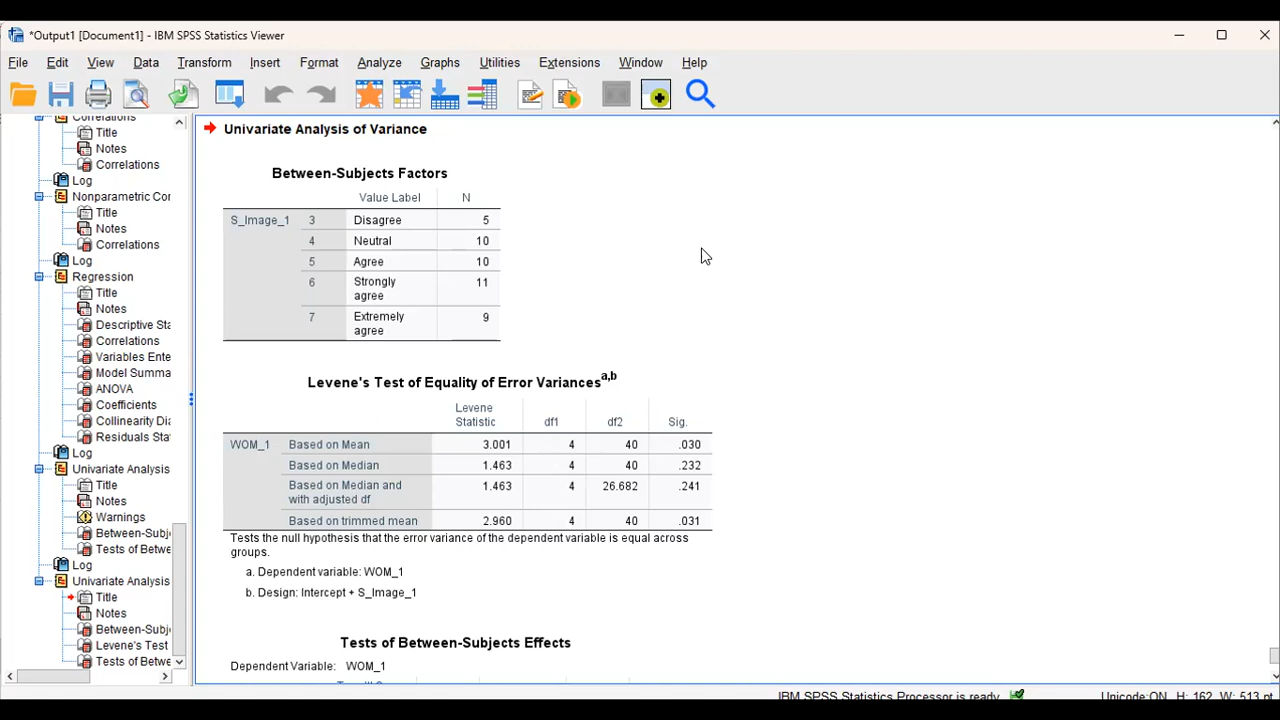 *Output1 [Document1] - IBM SPSS Statistics Viewer
File Edit View Data Transform Insert Format Analyze Graphs Utilities Extensions Window Help
Correlations
Title
Notes
Correlations
Log
Nonparametric Cor
Title
Notes
Correlations
Log
Regression
Title
Notes
Descriptive Sta
Correlations
Variables Ente
Model Summa
ANOVA
Coefficients
Collinearity Dia
Residuals Sta
Log
Univariate Analysis
Title
Notes
Warnings
Between-Subj
Tests of Betwe
Log
Univariate Analysis
Title
Notes
Between-Subj
Levene's Test
Tests of Betwe
Univariate Analysis of Variance
Between-Subjects Factors
Value Label N
S_Image_1 3 Disagree 5
4 Neutral 10
5 Agree 10
6 Strongly agree 11
7 Extremely agree 9
Levene's Test of Equality of Error Variancesa,b
Levene Statistic df1 df2 Sig.
WOM_1 Based on Mean 3.001 4 40 .030
Based on Median 1.463 4 40 .232
Based on Median and with adjusted df 1.463 4 26.682 .241
Based on trimmed mean 2.960 4 40 .031
Tests the null hypothesis that the error variance of the dependent variable is equal across
groups.
a. Dependent variable: WOM_1
b. Design: Intercept + S_Image_1
Tests of Between-Subjects Effects
Dependent Variable: WOM_1
IBM SPSS Statistics Processor is ready Unicode:ON H: 162, W: 513 pt